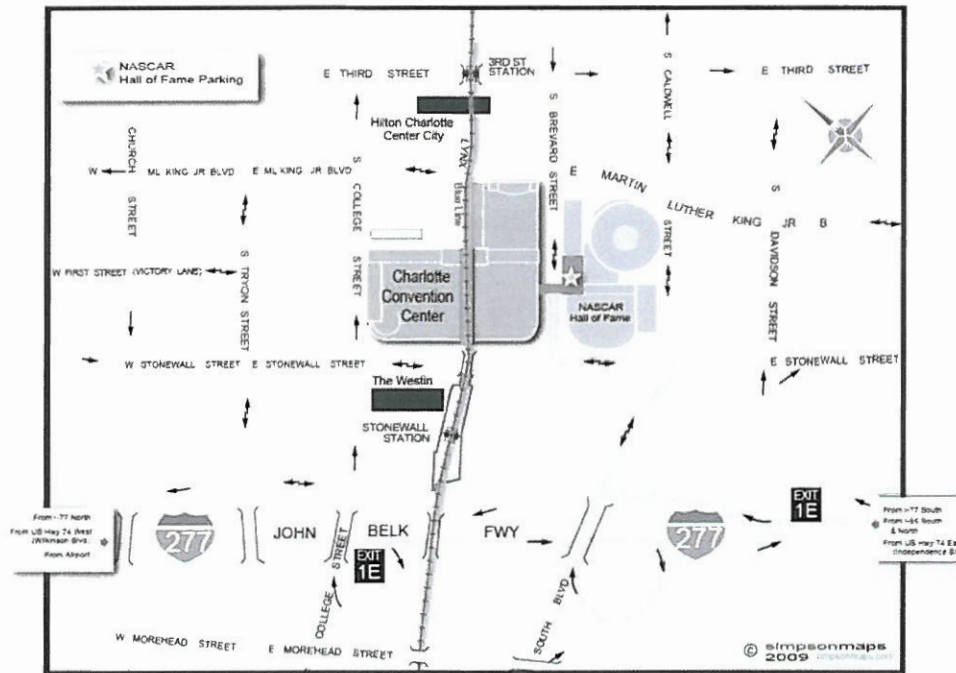 NASCAR
Hall of Fame Parking
E THIRD STREET
3RD ST
STATION
E THIRD STREET
Hilton Charlotte
Center City
CHURCH STREET
S COLLEGE STREET
LYNX
Blue Line
S BREVARD STREET
S CALDWELL STREET
W ML KING JR BLVD
E ML KING JR BLVD
E MARTIN LUTHER KING JR B
S DAVIDSON STREET
W FIRST STREET (VICTORY LANE)
S TRYON STREET
Charlotte
Convention
Center
NASCAR
Hall of Fame
W STONEWALL STREET
E STONEWALL STREET
E STONEWALL STREET
The Westin
STONEWALL
STATION
From I-77 North
From US Hwy 74 West
(Wilkinson Blvd.
From Airport
277
JOHN
BELK
FWY
277
EXIT
1E
EXIT
1E
From I-77 South
& North
From US Hwy 74 Ea
(Independence B
COLLEGE STREET
SOUTH BLVD
W MOREHEAD STREET
E MOREHEAD STREET
© simpsonmaps
2009 simpsonmaps.com